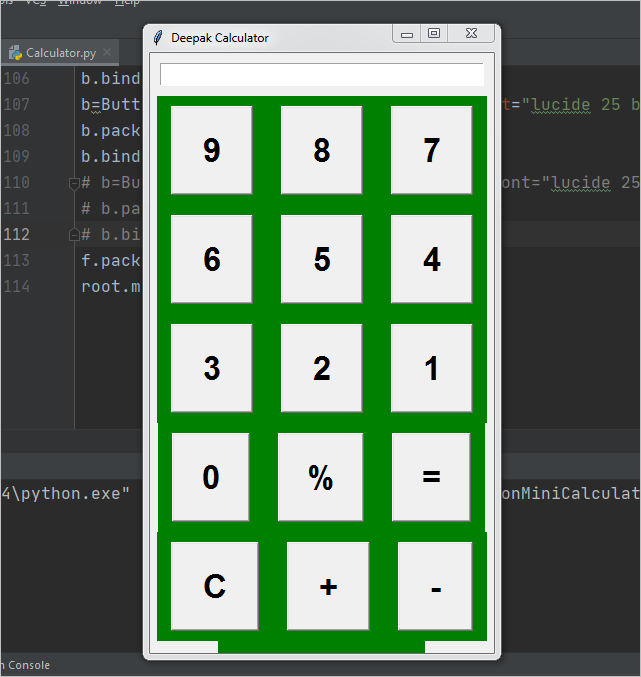 Window Help
Deepak Calculator
Calculator.py
106 b.bind
107 b=Butt t="lucide 25 b
108 b.pack
109 b.bind
110 # b=Bu ont="lucide 25
111 # b.pa
112 # b.bi
113 f.pack
114 root.m
9 8 7
6 5 4
3 2 1
0 % =
4\python.exe" onMiniCalculat
C + -
n Console